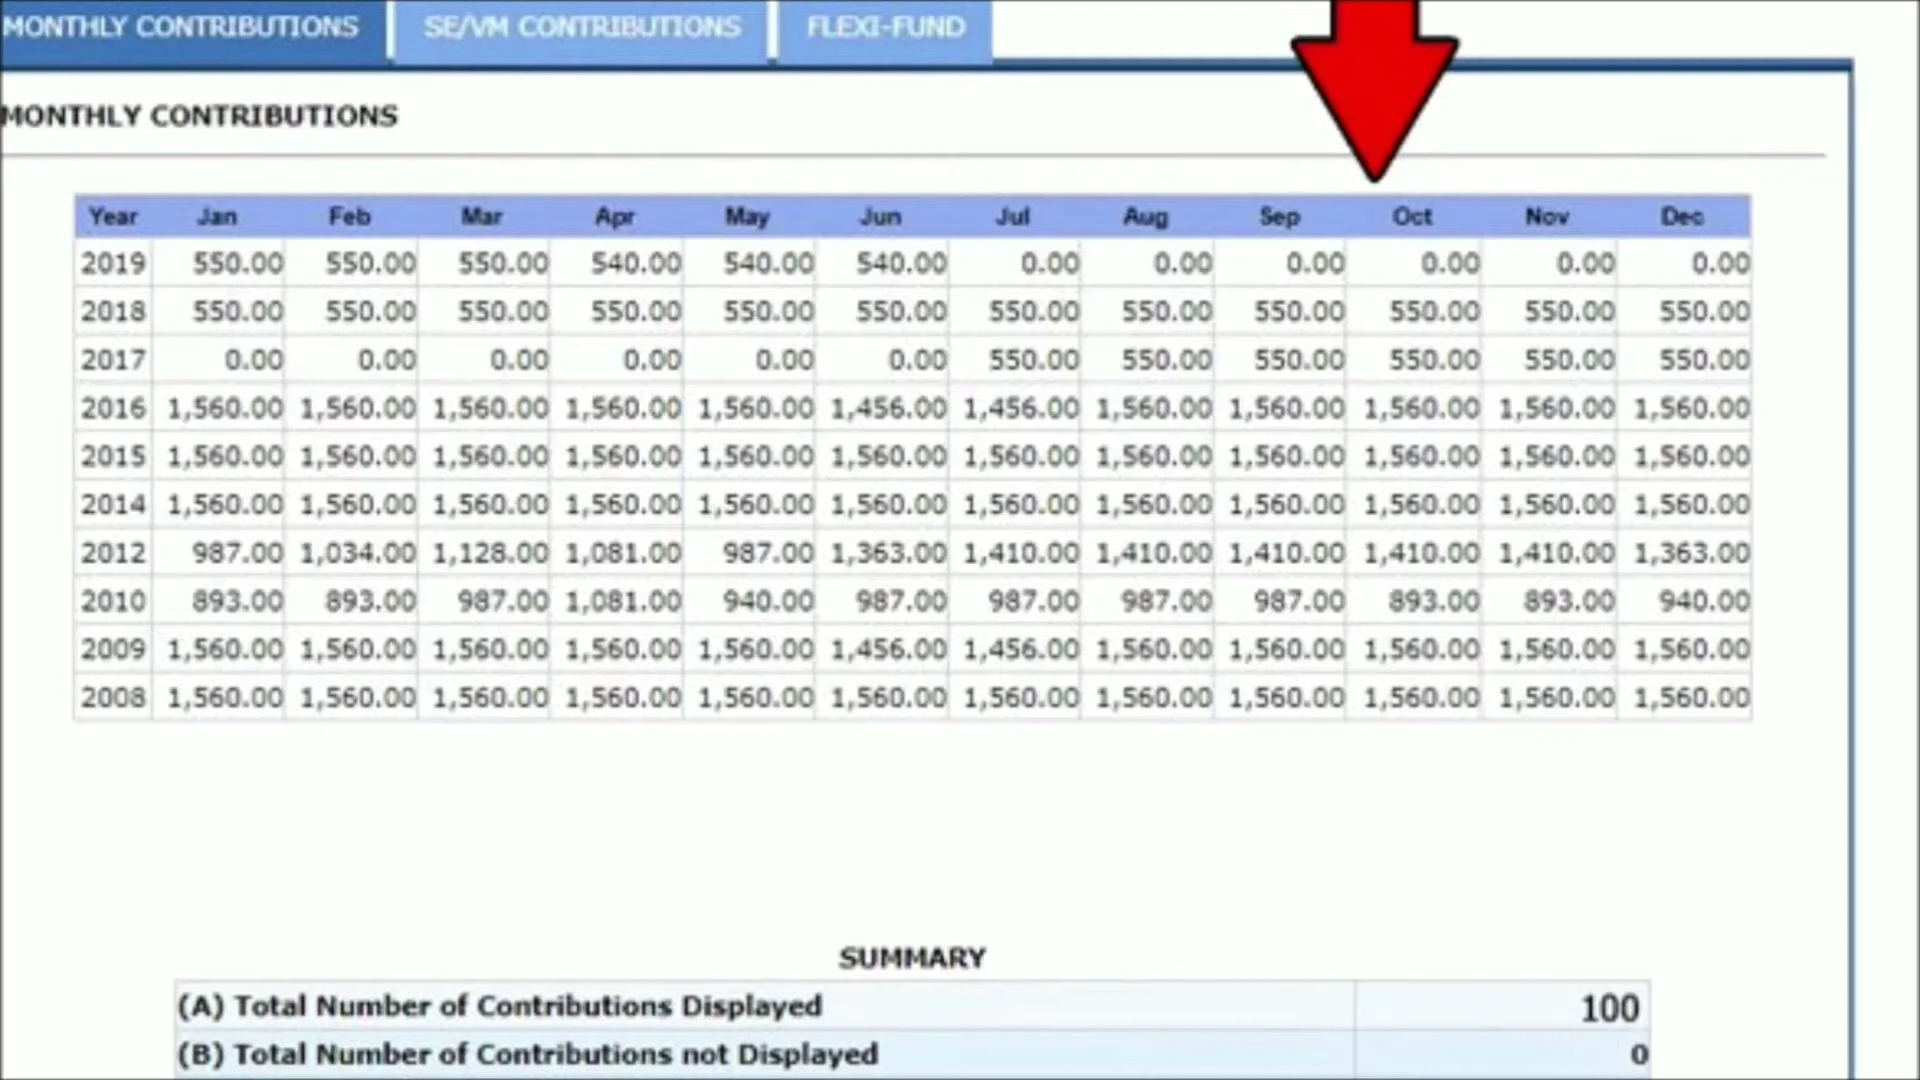 MONTHLY CONTRIBUTIONS SE/VM CONTRIBUTIONS FLEXI-FUND
MONTHLY CONTRIBUTIONS
Year Jan Feb Mar Apr May Jun Jul Aug Sep Oct Nov Dec
2019 550.00 550.00 550.00 540.00 540.00 540.00 0.00 0.00 0.00 0.00 0.00 0.00
2018 550.00 550.00 550.00 550.00 550.00 550.00 550.00 550.00 550.00 550.00 550.00 550.00
2017 0.00 0.00 0.00 0.00 0.00 0.00 550.00 550.00 550.00 550.00 550.00 550.00
2016 1,560.00 1,560.00 1,560.00 1,560.00 1,560.00 1,456.00 1,456.00 1,560.00 1,560.00 1,560.00 1,560.00 1,560.00
2015 1,560.00 1,560.00 1,560.00 1,560.00 1,560.00 1,560.00 1,560.00 1,560.00 1,560.00 1,560.00 1,560.00 1,560.00
2014 1,560.00 1,560.00 1,560.00 1,560.00 1,560.00 1,560.00 1,560.00 1,560.00 1,560.00 1,560.00 1,560.00 1,560.00
2012 987.00 1,034.00 1,128.00 1,081.00 987.00 1,363.00 1,410.00 1,410.00 1,410.00 1,410.00 1,410.00 1,363.00
2010 893.00 893.00 987.00 1,081.00 940.00 987.00 987.00 987.00 987.00 893.00 893.00 940.00
2009 1,560.00 1,560.00 1,560.00 1,560.00 1,560.00 1,456.00 1,456.00 1,560.00 1,560.00 1,560.00 1,560.00 1,560.00
2008 1,560.00 1,560.00 1,560.00 1,560.00 1,560.00 1,560.00 1,560.00 1,560.00 1,560.00 1,560.00 1,560.00 1,560.00
SUMMARY
(A) Total Number of Contributions Displayed 100
(B) Total Number of Contributions not Displayed 0